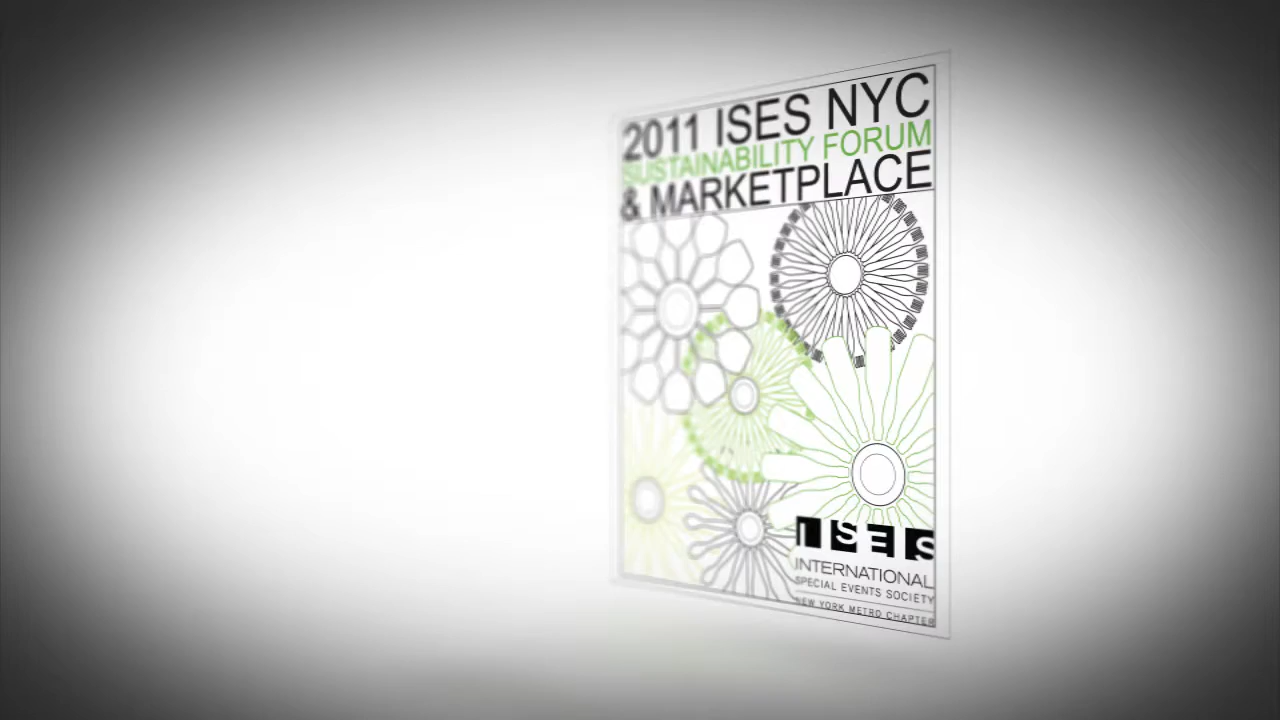 2011 ISES NYC
SUSTAINABILITY FORUM
& MARKETPLACE
ISES
INTERNATIONAL
SPECIAL EVENTS SOCIETY
NEW YORK METRO CHAPTER